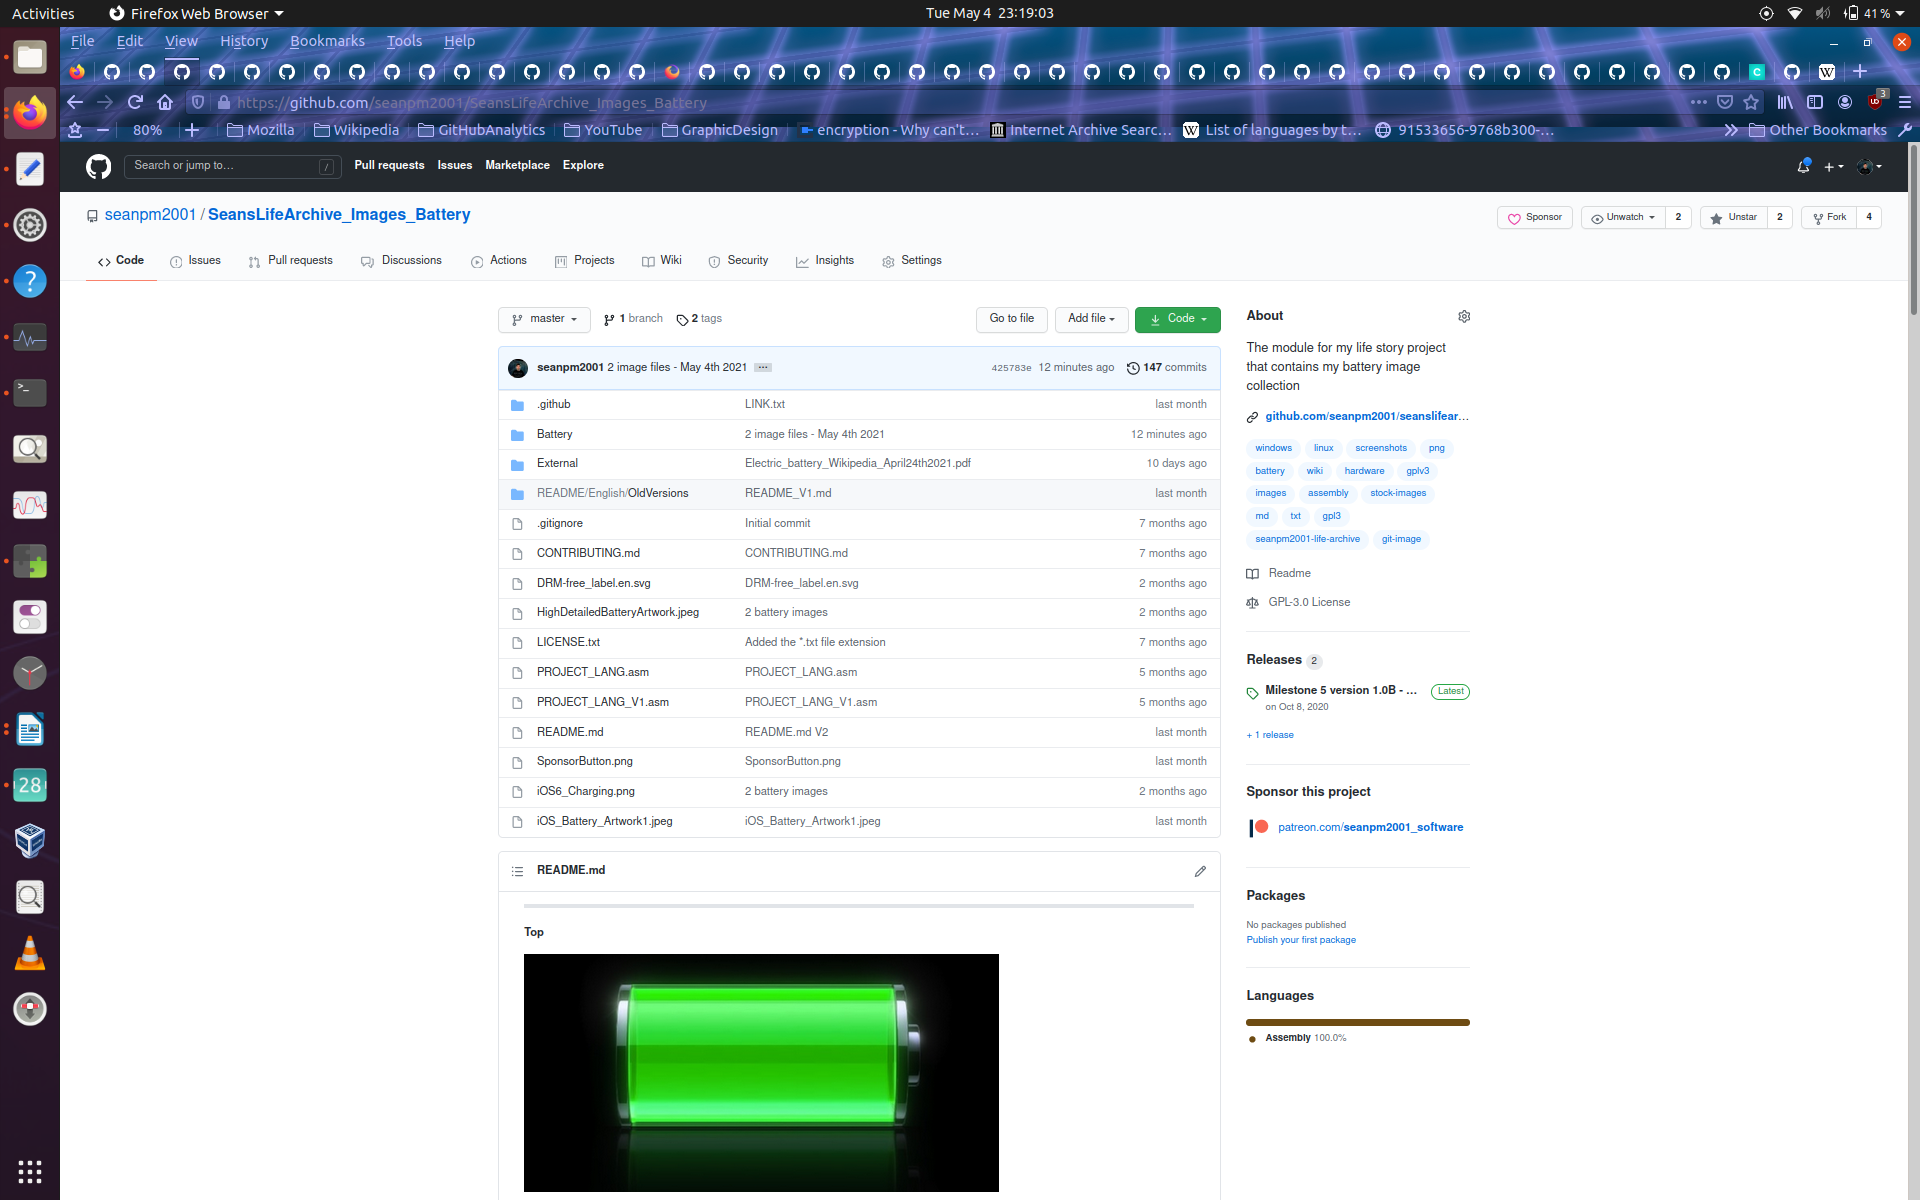 Activities Firefox Web Browser Tue May 4 23:19:03 41 %
File Edit View History Bookmarks Tools Help
https://github.com/seanpm2001/SeansLifeArchive_Images_Battery 3
80% Mozilla Wikipedia GitHubAnalytics YouTube GraphicDesign encryption - Why can't... Internet Archive Searc... List of languages by t... 91533656-9768b300-... Other Bookmarks
Search or jump to... / Pull requests Issues Marketplace Explore
seanpm2001 / SeansLifeArchive_Images_Battery Sponsor Unwatch 2 Unstar 2 Fork 4
Code Issues Pull requests Discussions Actions Projects Wiki Security Insights Settings
master 1 branch 2 tags Go to file Add file Code
seanpm2001 2 image files - May 4th 2021 ... 425783e 12 minutes ago 147 commits
.github LINK.txt last month
Battery 2 image files - May 4th 2021 12 minutes ago
External Electric_battery_Wikipedia_April24th2021.pdf 10 days ago
README/English/OldVersions README_V1.md last month
.gitignore Initial commit 7 months ago
CONTRIBUTING.md CONTRIBUTING.md 7 months ago
DRM-free_label.en.svg DRM-free_label.en.svg 2 months ago
HighDetailedBatteryArtwork.jpeg 2 battery images 2 months ago
LICENSE.txt Added the *.txt file extension 7 months ago
PROJECT_LANG.asm PROJECT_LANG.asm 5 months ago
PROJECT_LANG_V1.asm PROJECT_LANG_V1.asm 5 months ago
README.md README.md V2 last month
SponsorButton.png SponsorButton.png last month
iOS6_Charging.png 2 battery images 2 months ago
iOS_Battery_Artwork1.jpeg iOS_Battery_Artwork1.jpeg last month
README.md
Top
About
The module for my life story project
that contains my battery image
collection
github.com/seanpm2001/seanslifear...
windows linux screenshots png
battery wiki hardware gplv3
images assembly stock-images
md txt gpl3
seanpm2001-life-archive git-image
Readme
GPL-3.0 License
Releases 2
Milestone 5 version 1.0B - ... Latest
on Oct 8, 2020
+ 1 release
Sponsor this project
patreon.com/seanpm2001_software
Packages
No packages published
Publish your first package
Languages
Assembly 100.0%
28